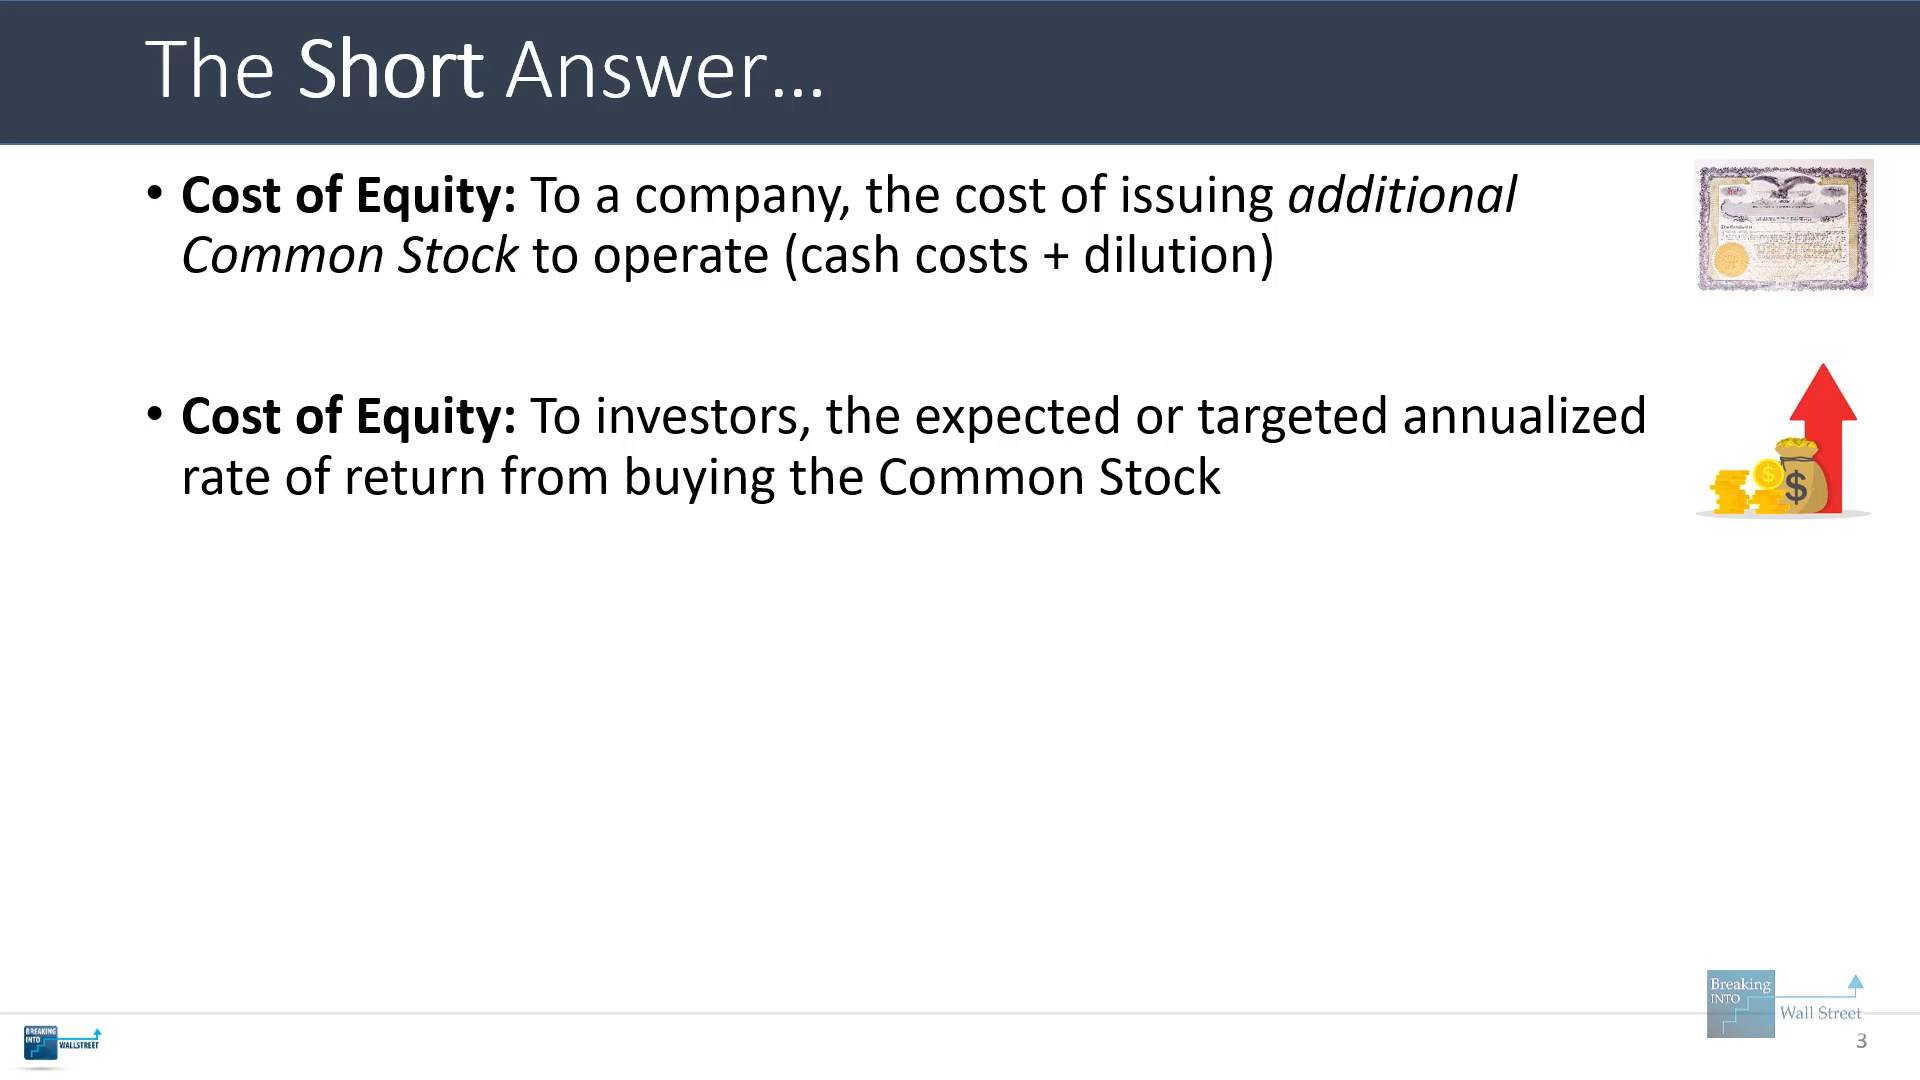 The Short Answer...
• Cost of Equity: To a company, the cost of issuing additional
Common Stock to operate (cash costs + dilution)
• Cost of Equity: To investors, the expected or targeted annualized
rate of return from buying the Common Stock
$
$
Breaking
INTO
Wall Street
BREAKING
INTO
WALLSTREET
3